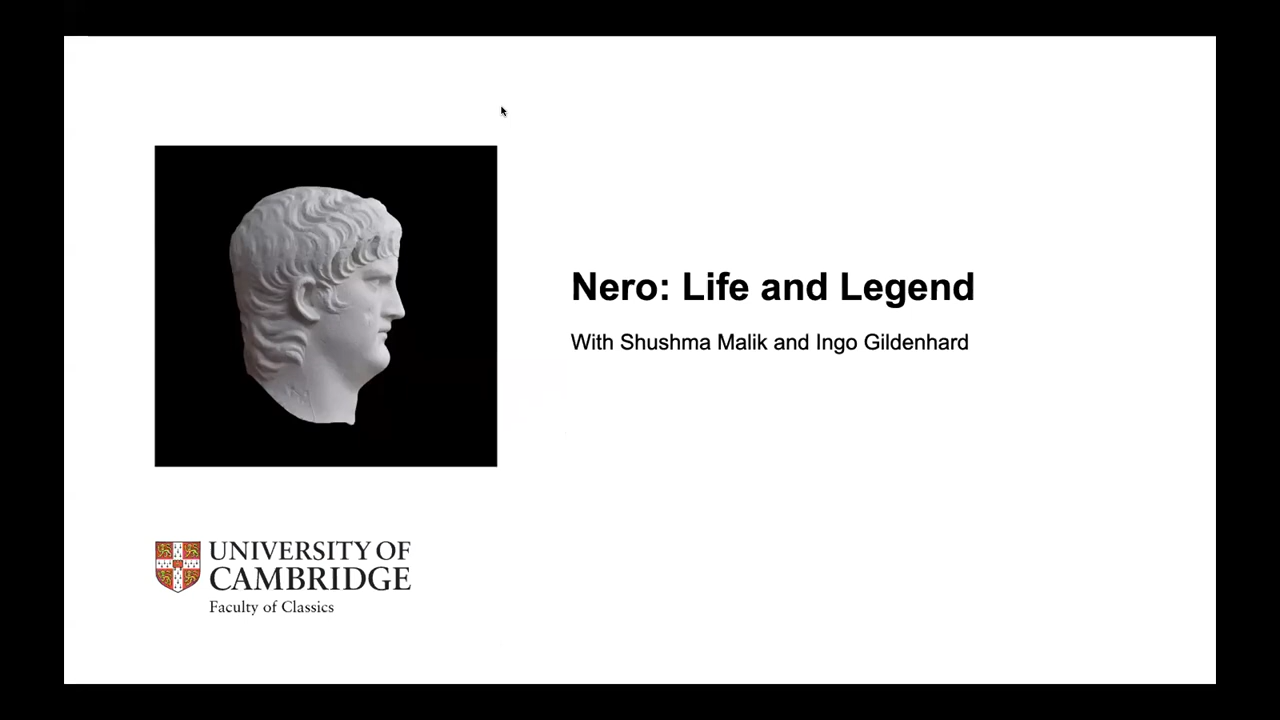 Nero: Life and Legend
With Shushma Malik and Ingo Gildenhard
UNIVERSITY OF
CAMBRIDGE
Faculty of Classics